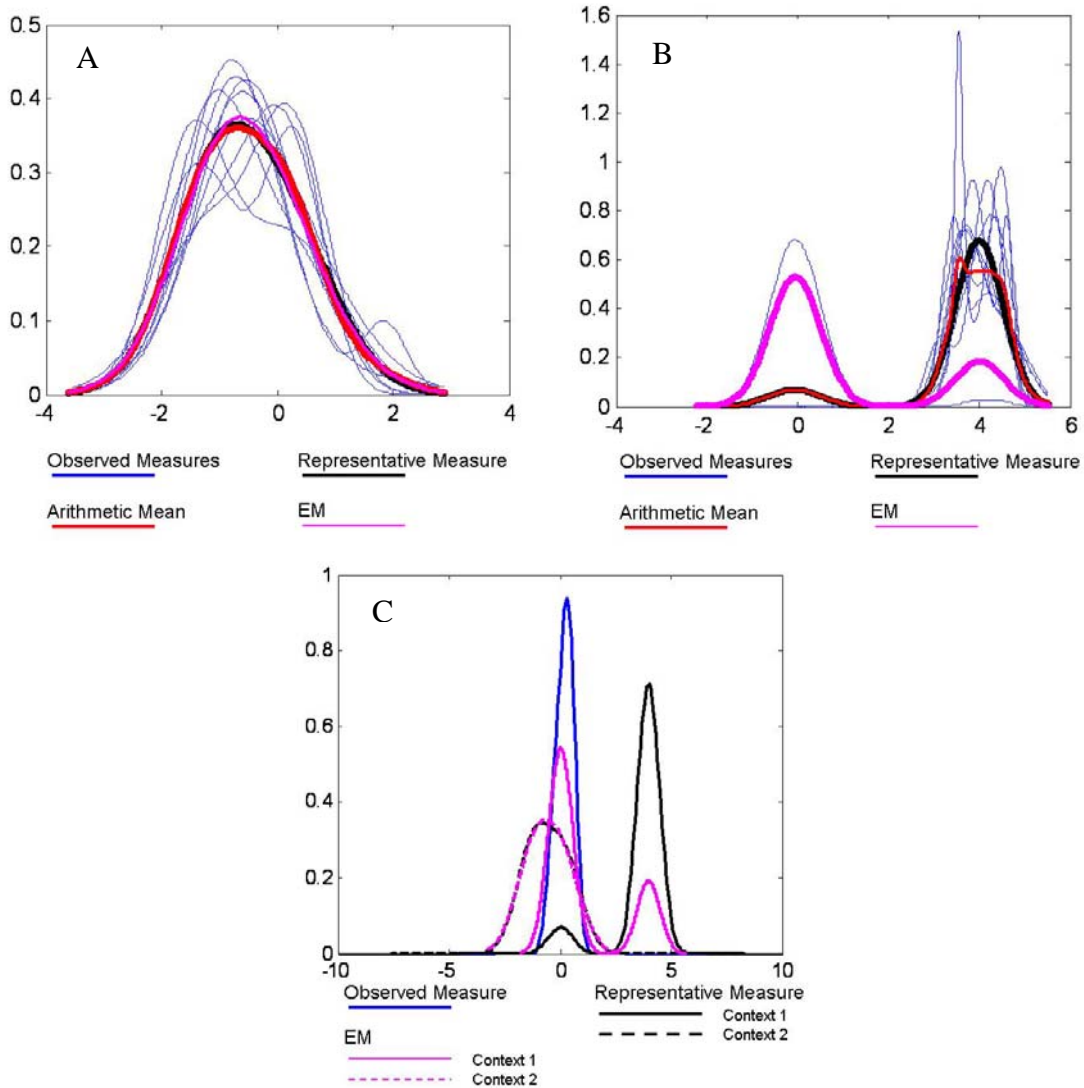 A
0.5
0.4
0.3
0.2
0.1
0
-4 -2 0 2 4
Observed Measures Representative Measure
Arithmetic Mean EM
B
1.6
1.4
1.2
1.0
0.8
0.6
0.4
0.2
0
-4 -2 0 2 4 6
Observed Measures Representative Measure
Arithmetic Mean EM
C
1
0.8
0.6
0.4
0.2
0
-10 -5 0 5 10
Observed Measure Representative Measure
Context 1
EM Context 2
Context 1
Context 2